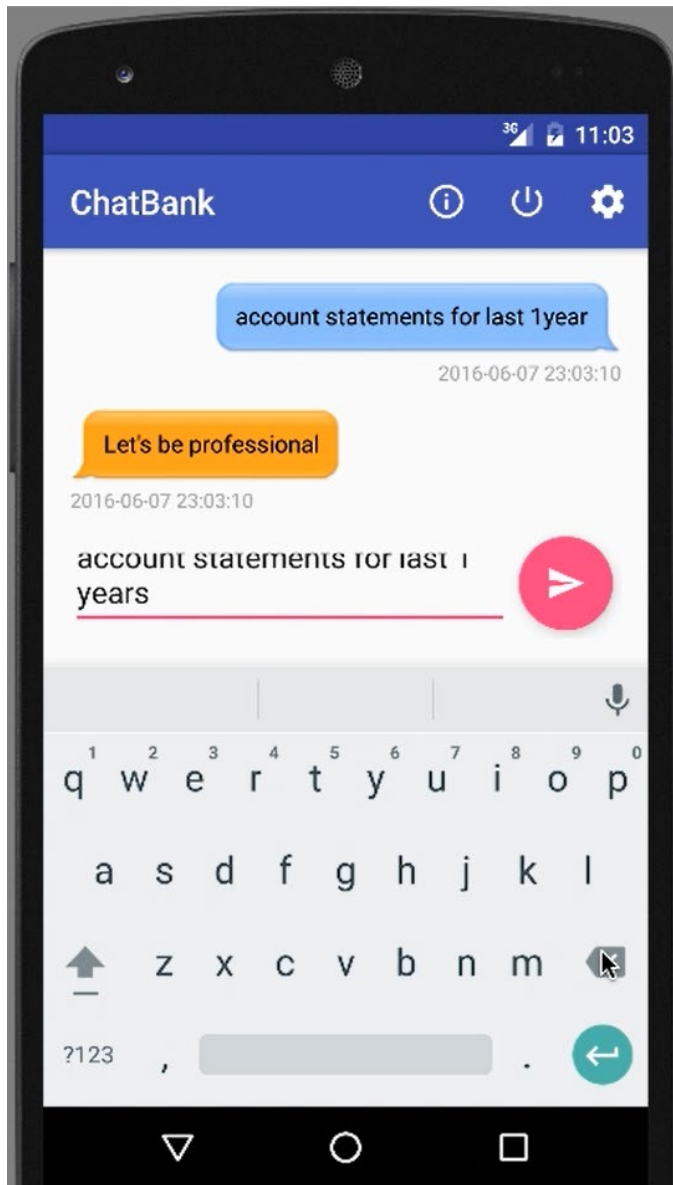 3G 11:03
ChatBank
account statements for last 1year
2016-06-07 23:03:10
Let's be professional
2016-06-07 23:03:10
account statements for last 1
years
1 2 3 4 5 6 7 8 9 0
q w e r t y u i o p
a s d f g h j k l
z x c v b n m
?123 , .